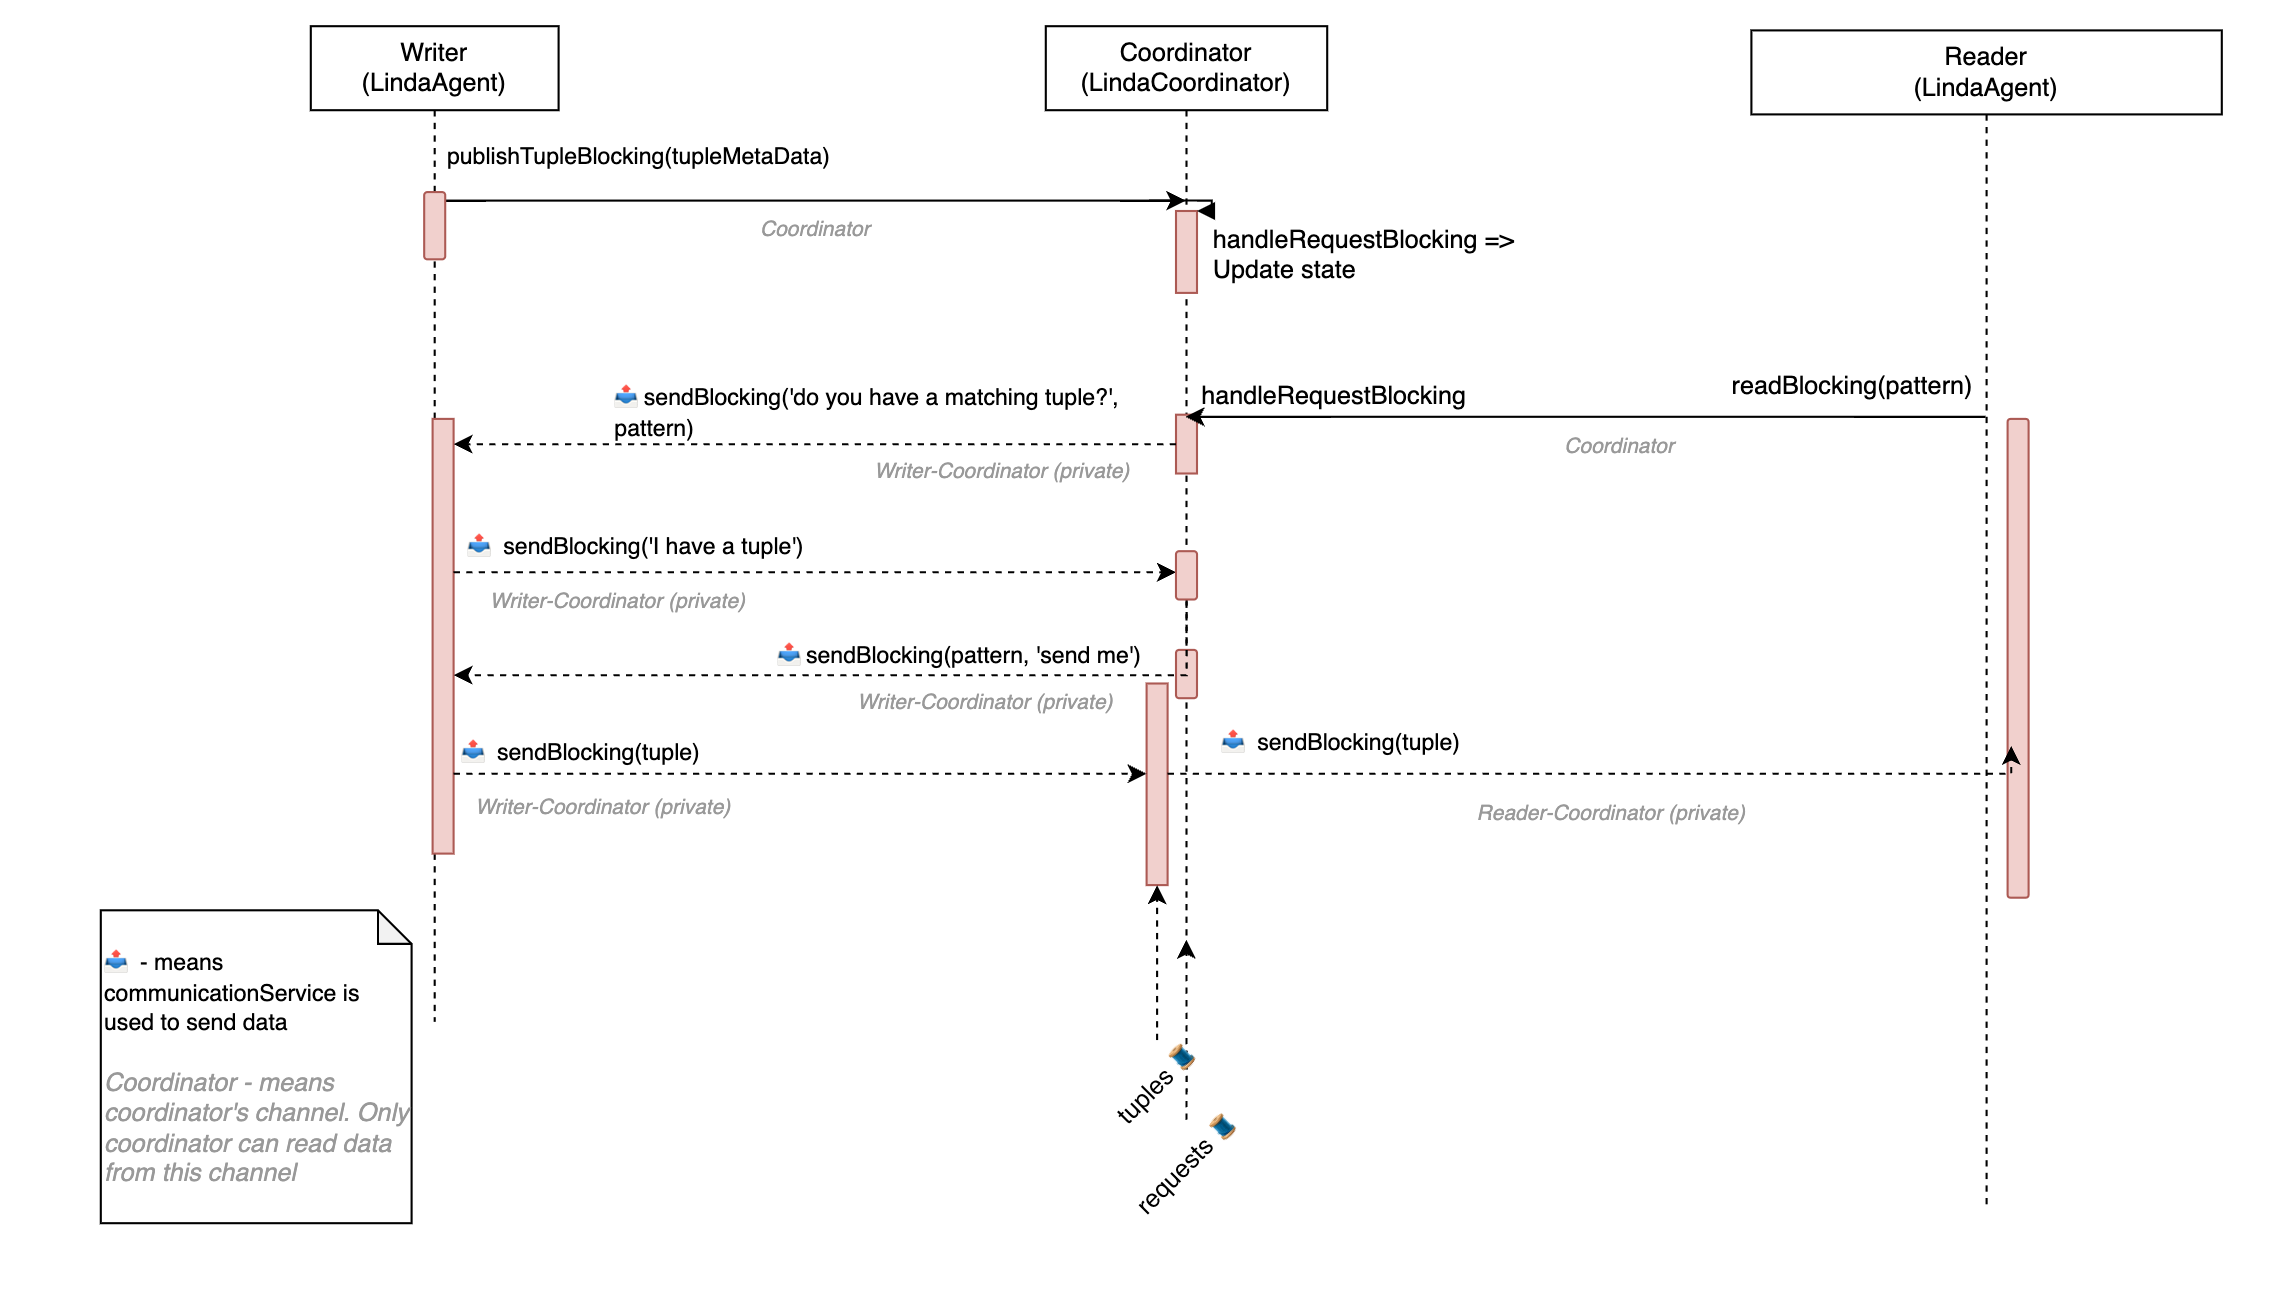 Writer
(LindaAgent)
Coordinator
(LindaCoordinator)
Reader
(LindaAgent)
publishTupleBlocking(tupleMetaData)
Coordinator
handleRequestBlocking =>
Update state
sendBlocking('do you have a matching tuple?',
pattern)
handleRequestBlocking
readBlocking(pattern)
Coordinator
Writer-Coordinator (private)
sendBlocking('I have a tuple')
Writer-Coordinator (private)
sendBlocking(pattern, 'send me')
Writer-Coordinator (private)
sendBlocking(tuple)
sendBlocking(tuple)
Writer-Coordinator (private)
Reader-Coordinator (private)
- means
communicationService is
used to send data
Coordinator - means
coordinator's channel. Only
coordinator can read data
from this channel
tuples
requests